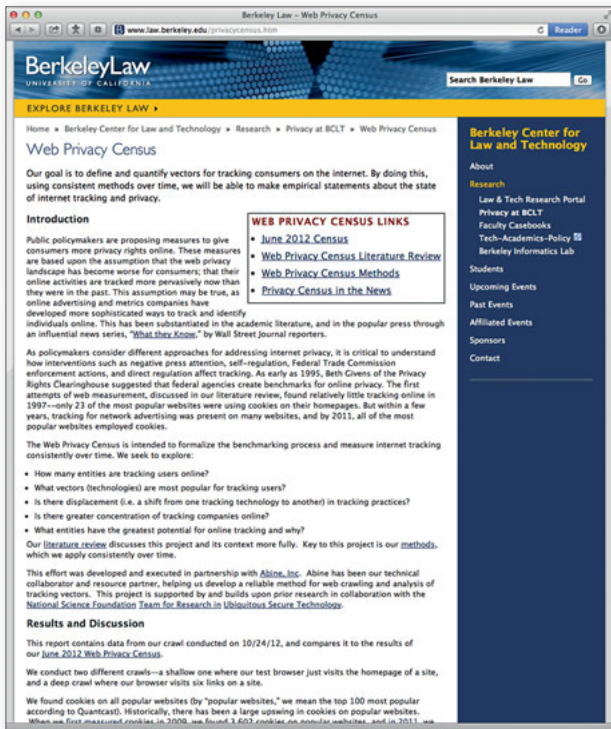 Berkeley Law – Web Privacy Census
www.law.berkeley.edu/privacycensus.htm
Reader
BerkeleyLaw
UNIVERSITY OF CALIFORNIA
Search Berkeley Law
Go
EXPLORE BERKELEY LAW
Home » Berkeley Center for Law and Technology » Research » Privacy at BCLT » Web Privacy Census
Web Privacy Census
Our goal is to define and quantify vectors for tracking consumers on the internet. By doing this,
using consistent methods over time, we will be able to make empirical statements about the state
of internet tracking and privacy.
Introduction
Public policymakers are proposing measures to give
consumers more privacy rights online. These measures
are based upon the assumption that the web privacy
landscape has become worse for consumers; that their
online activities are tracked more pervasively now than
they were in the past. This assumption may be true, as
online advertising and metrics companies have
developed more sophisticated ways to track and identify
individuals online. This has been substantiated in the academic literature, and in the popular press through
an influential news series, "What they Know," by Wall Street Journal reporters.
WEB PRIVACY CENSUS LINKS
• June 2012 Census
• Web Privacy Census Literature Review
• Web Privacy Census Methods
• Privacy Census in the News
As policymakers consider different approaches for addressing internet privacy, it is critical to understand
how interventions such as negative press attention, self-regulation, Federal Trade Commission
enforcement actions, and direct regulation affect tracking. As early as 1995, Beth Givens of the Privacy
Rights Clearinghouse suggested that federal agencies create benchmarks for online privacy. The first
attempts of web measurement, discussed in our literature review, found relatively little tracking online in
1997--only 23 of the most popular websites were using cookies on their homepages. But within a few
years, tracking for network advertising was present on many websites, and by 2011, all of the most
popular websites employed cookies.
The Web Privacy Census is intended to formalize the benchmarking process and measure internet tracking
consistently over time. We seek to explore:
• How many entities are tracking users online?
• What vectors (technologies) are most popular for tracking users?
• Is there displacement (i.e. a shift from one tracking technology to another) in tracking practices?
• Is there greater concentration of tracking companies online?
• What entities have the greatest potential for online tracking and why?
Our literature review discusses this project and its context more fully. Key to this project is our methods,
which we apply consistently over time.
This effort was developed and executed in partnership with Abine, Inc. Abine has been our technical
collaborator and resource partner, helping us develop a reliable method for web crawling and analysis of
tracking vectors. This project is supported by and builds upon prior research in collaboration with the
National Science Foundation Team for Research in Ubiquitous Secure Technology.
Results and Discussion
This report contains data from our crawl conducted on 10/24/12, and compares it to the results of
our June 2012 Web Privacy Census.
We conduct two different crawls—a shallow one where our test browser just visits the homepage of a site,
and a deep crawl where our browser visits six links on a site.
We found cookies on all popular websites (by "popular websites," we mean the top 100 most popular
according to Quantcast). Historically, there has been a large upswing in cookies on popular websites.
When we first measured cookies in 2009, we found 3,602 cookies on popular websites, and in 2011, we
Berkeley Center for
Law and Technology
About
Research
Law & Tech Research Portal
Privacy at BCLT
Faculty Casebooks
Tech-Academics-Policy
Berkeley Informatics Lab
Students
Upcoming Events
Past Events
Affiliated Events
Sponsors
Contact